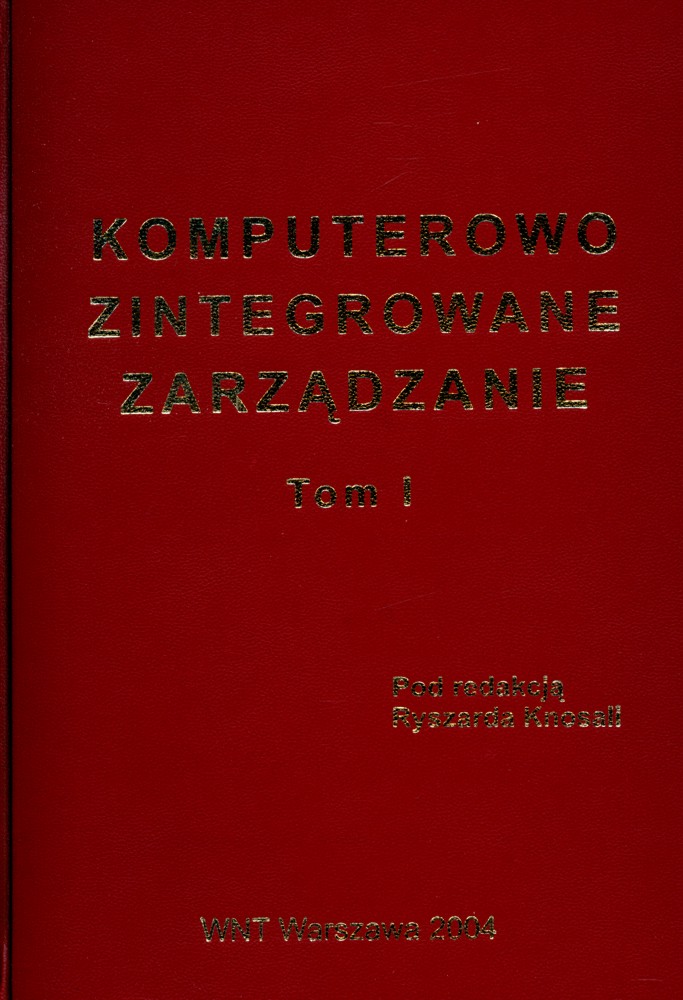 KOMPUTEROWO
ZINTEGROWANE
ZARZĄDZANIE
Tom I
Pod redakcją
Ryszarda Knosali
WNT Warszawa 2004